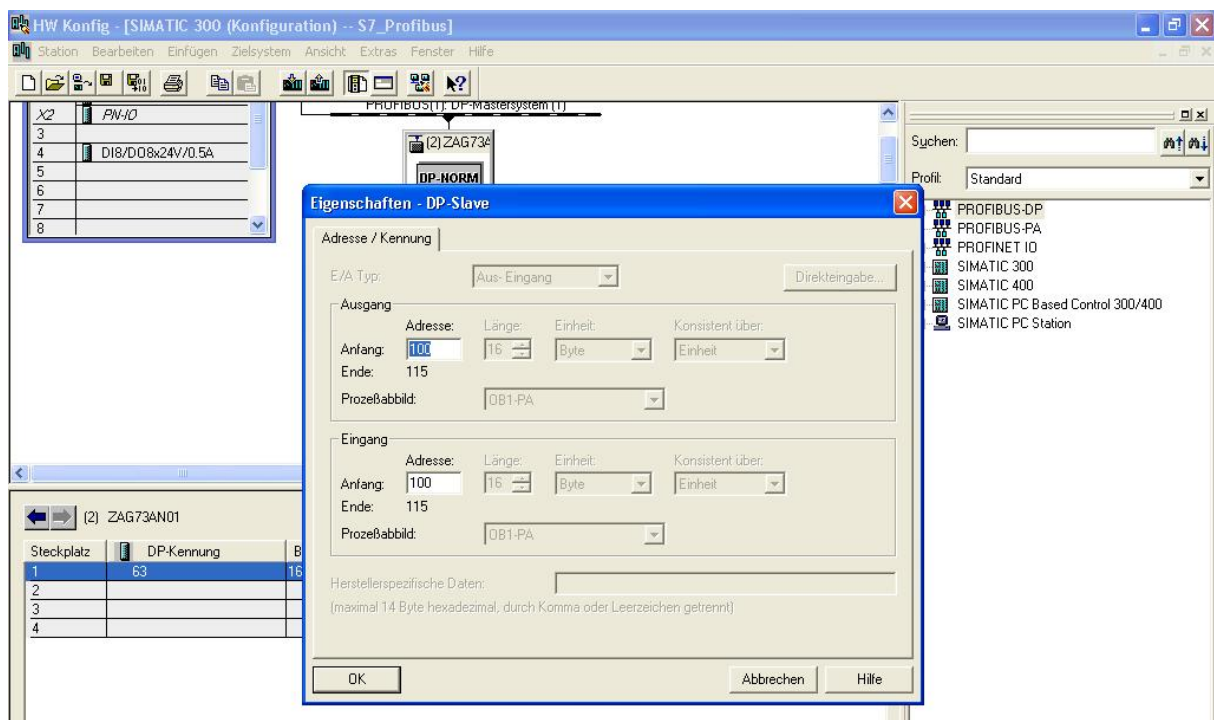 HW Konfig - [SIMATIC 300 (Konfiguration) -- S7_Profibus]
Station Bearbeiten Einfügen Zielsystem Ansicht Extras Fenster Hilfe
X2 PN-IO
3
4 DI8/DO8x24V/0.5A
5
6
7
8
PROFIBUS(1): DP-Mastersystem (1)
(2) ZAG73A
DP-NORM
Suchen:
Profil: Standard
PROFIBUS-DP
PROFIBUS-PA
PROFINET IO
SIMATIC 300
SIMATIC 400
SIMATIC PC Based Control 300/400
SIMATIC PC Station
Eigenschaften - DP-Slave
Adresse / Kennung
E/A Typ: Aus- Eingang Direkteingabe...
Ausgang
Adresse: Länge: Einheit: Konsistent über:
Anfang: 100 16 Byte Einheit
Ende: 115
Prozeßabbild: OB1-PA
Eingang
Adresse: Länge: Einheit: Konsistent über:
Anfang: 100 16 Byte Einheit
Ende: 115
Prozeßabbild: OB1-PA
Herstellerspezifische Daten:
(maximal 14 Byte hexadezimal, durch Komma oder Leerzeichen getrennt)
OK Abbrechen Hilfe
(2) ZAG73AN01
Steckplatz DP-Kennung B
1 63 16
2
3
4